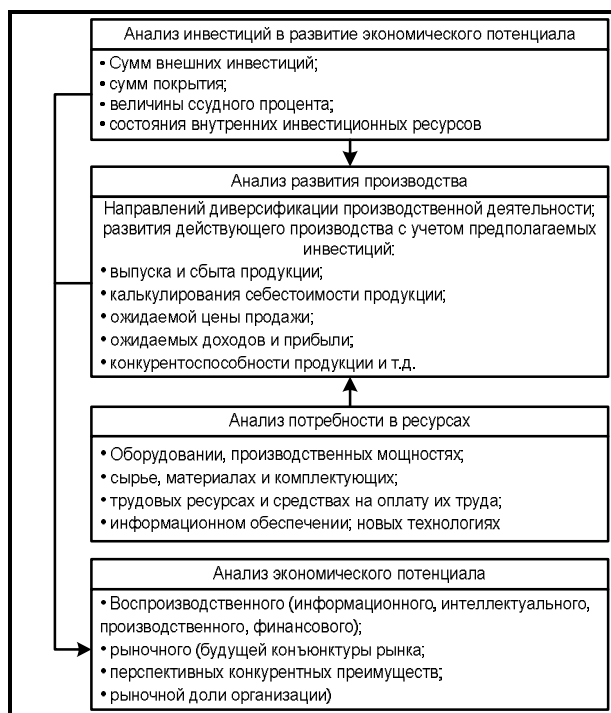 Анализ инвестиций в развитие экономического потенциала
• Сумм внешних инвестиций;
• сумм покрытия;
• величины ссудного процента;
• состояния внутренних инвестиционных ресурсов
Анализ развития производства
Направлений диверсификации производственной деятельности;
развития действующего производства с учетом предполагаемых
инвестиций:
• выпуска и сбыта продукции;
• калькулирования себестоимости продукции;
• ожидаемой цены продажи;
• ожидаемых доходов и прибыли;
• конкурентоспособности продукции и т.д.
Анализ потребности в ресурсах
• Оборудовании, производственных мощностях;
• сырье, материалах и комплектующих;
• трудовых ресурсах и средствах на оплату их труда;
• информационном обеспечении; новых технологиях
Анализ экономического потенциала
• Воспроизводственного (информационного, интеллектуального,
производственного, финансового);
• рыночного (будущей конъюнктуры рынка;
• перспективных конкурентных преимуществ;
• рыночной доли организации)